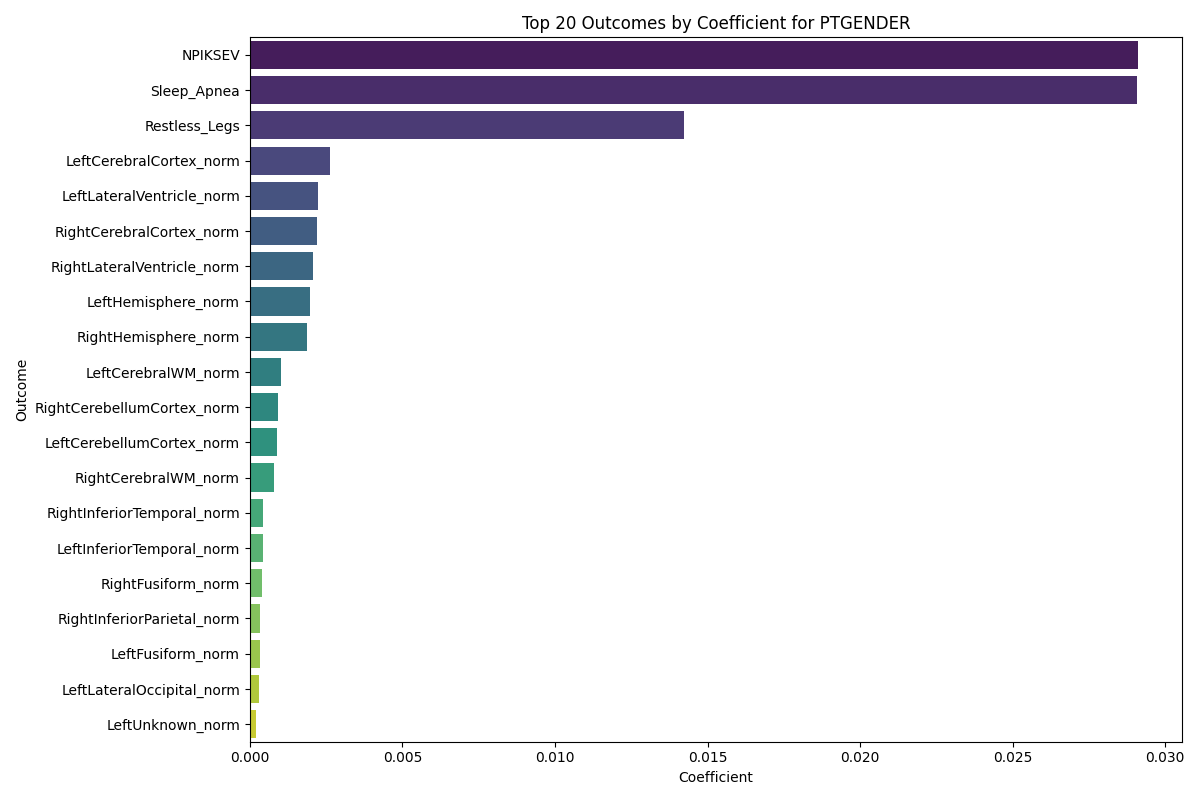 Top 20 Outcomes by Coefficient for PTGENDER
NPIKSEV
Sleep_Apnea
Restless_Legs
LeftCerebralCortex_norm
LeftLateralVentricle_norm
RightCerebralCortex_norm
RightLateralVentricle_norm
LeftHemisphere_norm
RightHemisphere_norm
LeftCerebralWM_norm
RightCerebellumCortex_norm
LeftCerebellumCortex_norm
RightCerebralWM_norm
RightInferiorTemporal_norm
LeftInferiorTemporal_norm
RightFusiform_norm
RightInferiorParietal_norm
LeftFusiform_norm
LeftLateralOccipital_norm
LeftUnknown_norm
Outcome
0.000 0.005 0.010 0.015 0.020 0.025 0.030
Coefficient